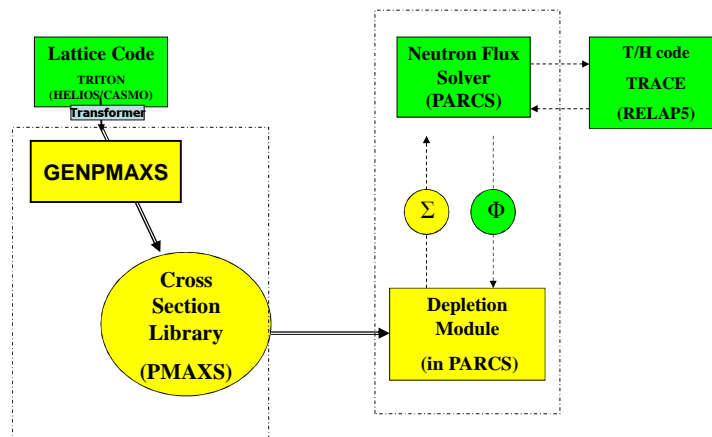 Lattice Code
TRITON
(HELIOS/CASMO)
Transformer
GENPMAXS
Cross
Section
Library
(PMAXS)
Neutron Flux
Solver
(PARCS)
T/H code
TRACE
(RELAP5)
Σ
Φ
Depletion
Module
(in PARCS)